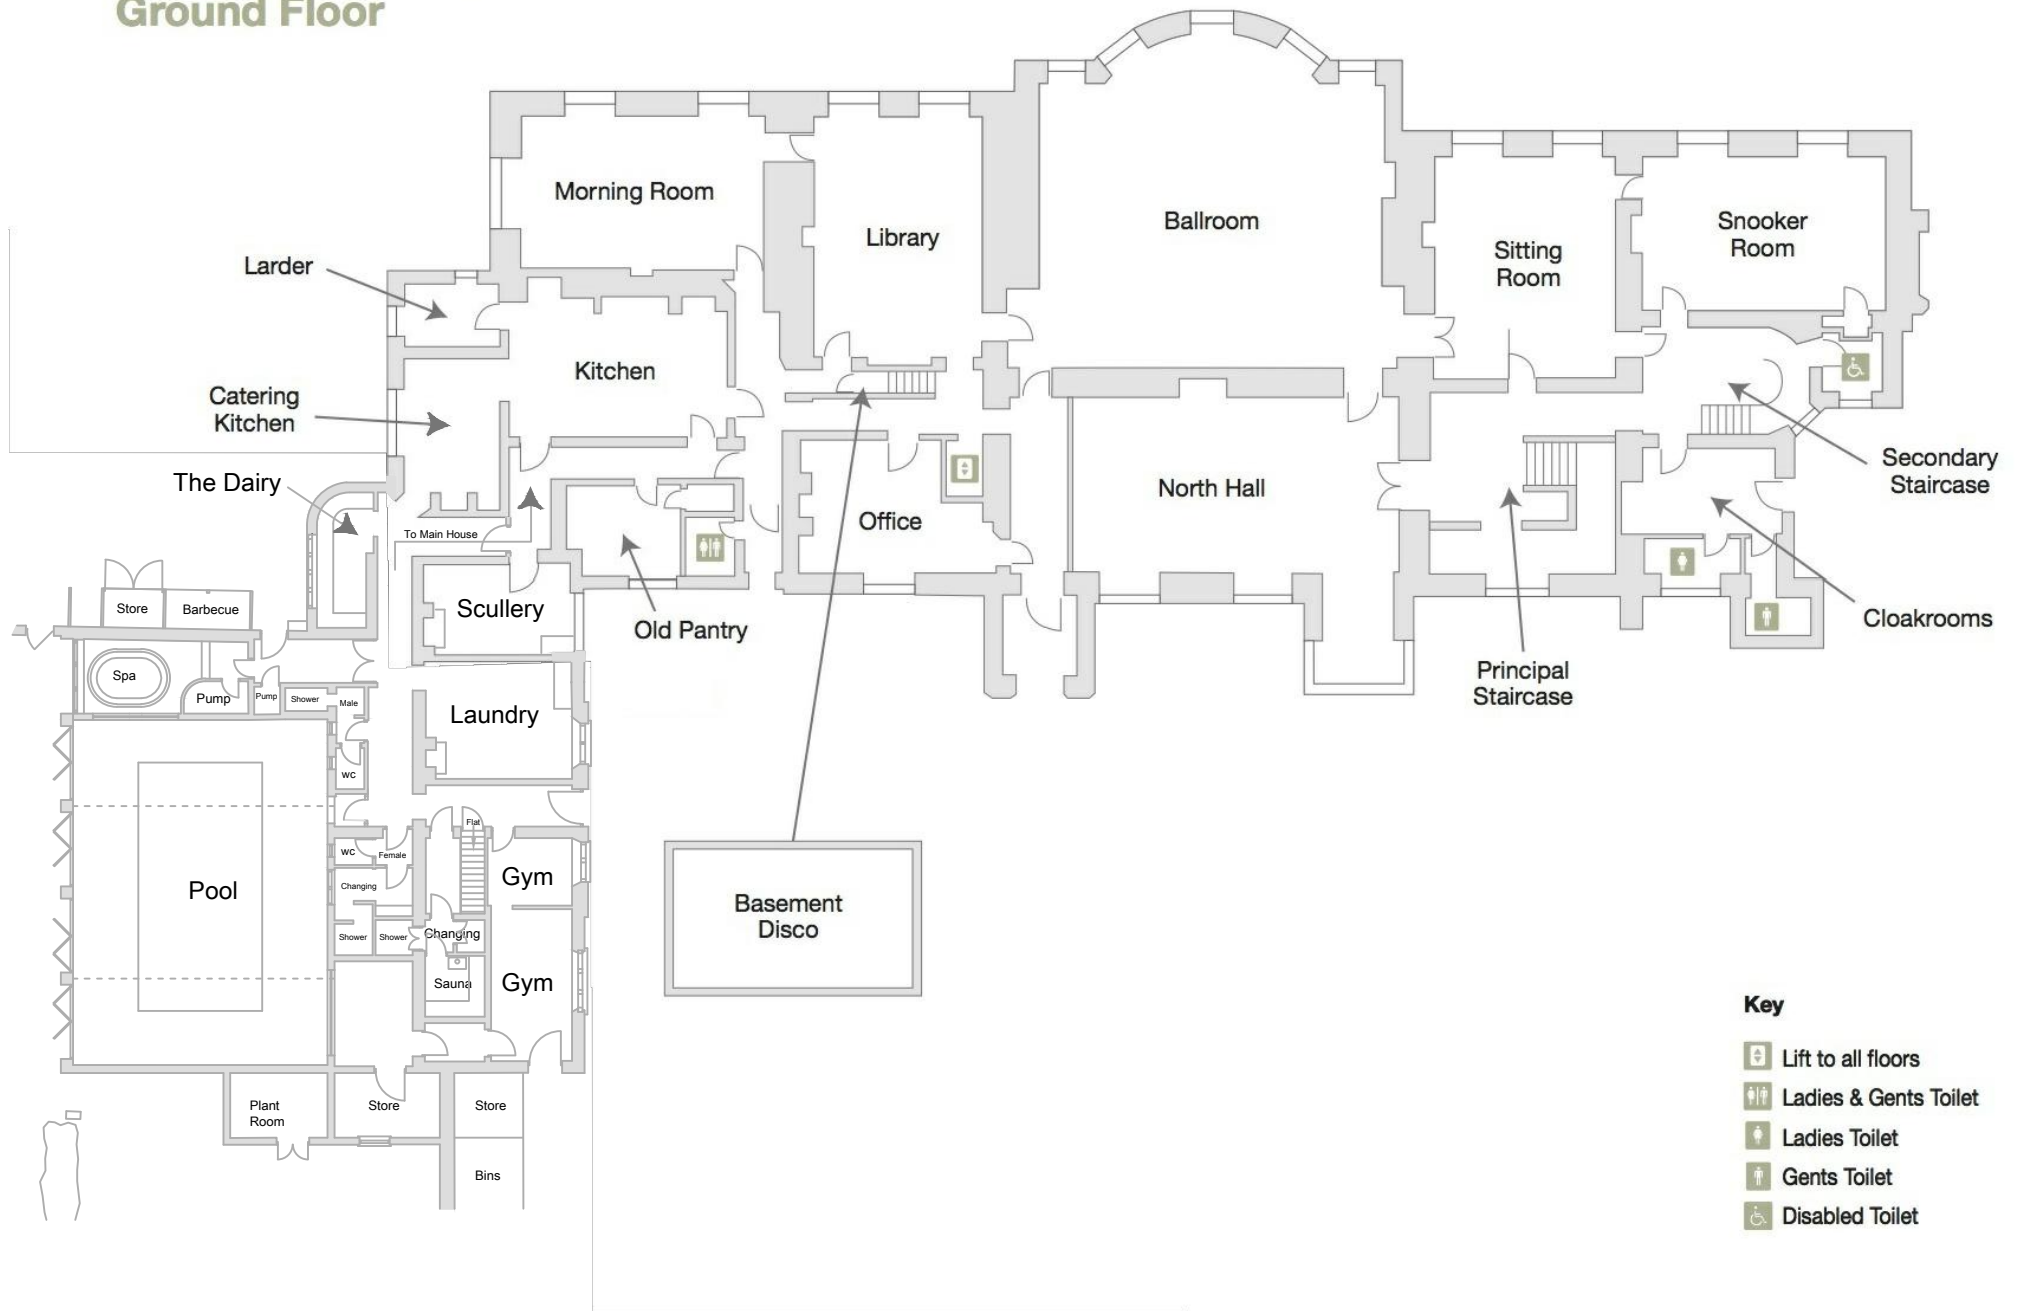 Ground Floor
Morning Room
Library
Ballroom
Sitting
Room
Snooker
Room
Larder
Kitchen
Catering
Kitchen
The Dairy
To Main House
Office
North Hall
Secondary
Staircase
Cloakrooms
Principal
Staircase
Old Pantry
Scullery
Store
Barbecue
Spa
Pump
Pump
Shower
Male
Laundry
WC
Flat
WC
Female
Changing
Gym
Pool
Shower
Shower
Changing
Sauna
Gym
Basement
Disco
Plant
Room
Store
Store
Bins
Key
Lift to all floors
Ladies & Gents Toilet
Ladies Toilet
Gents Toilet
Disabled Toilet